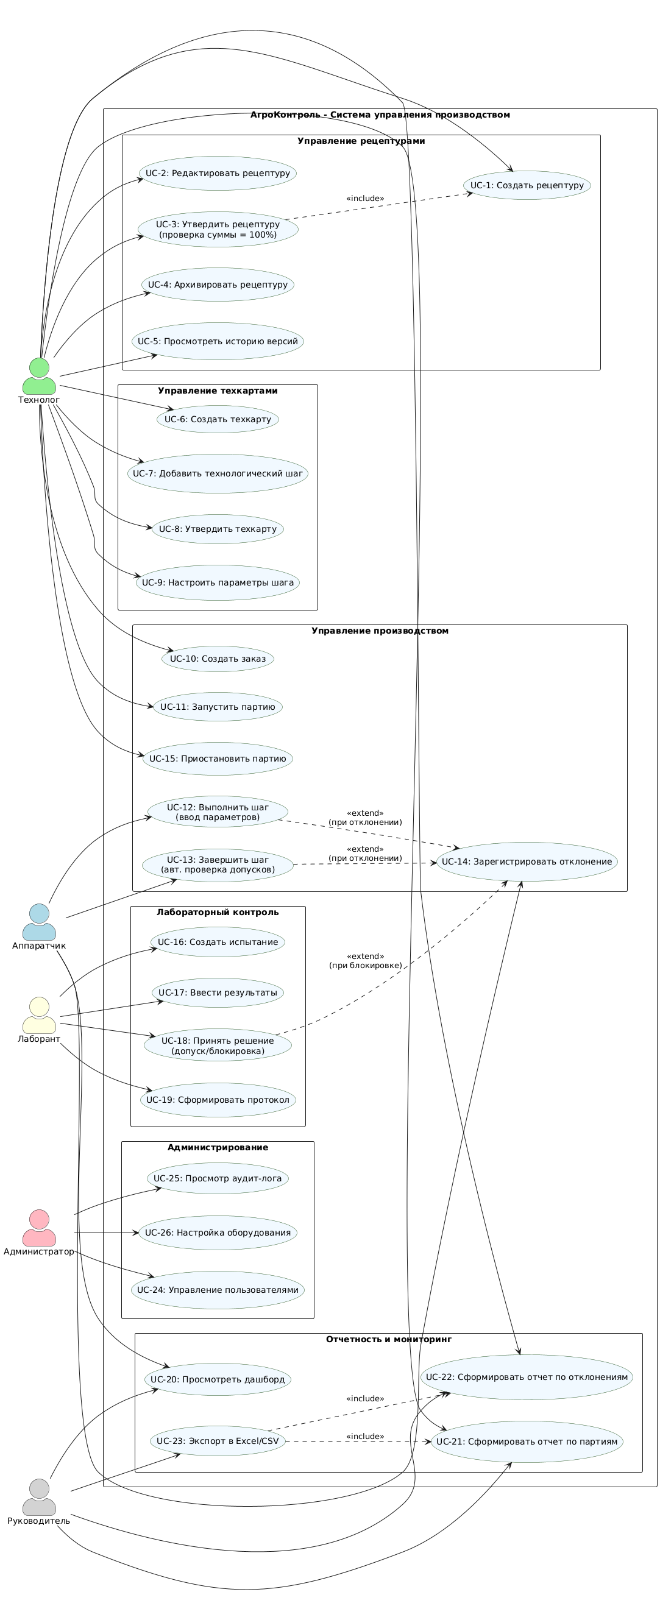 АгроКонтроль - Система управления производством
Управление рецептурами
UC-2: Редактировать рецептуру
UC-1: Создать рецептуру
«include»
UC-3: Утвердить рецептуру
(проверка суммы = 100%)
UC-4: Архивировать рецептуру
UC-5: Просмотреть историю версий
Технолог
Управление техкартами
UC-6: Создать техкарту
UC-7: Добавить технологический шаг
UC-8: Утвердить техкарту
UC-9: Настроить параметры шага
Управление производством
UC-10: Создать заказ
UC-11: Запустить партию
UC-15: Приостановить партию
UC-12: Выполнить шаг
(ввод параметров)
«extend»
(при отклонении)
UC-13: Завершить шаг
(авт. проверка допусков)
«extend»
(при отклонении)
UC-14: Зарегистрировать отклонение
Аппаратчик
Лабораторный контроль
UC-16: Создать испытание
«extend»
(при блокировке)
UC-17: Ввести результаты
Лаборант
UC-18: Принять решение
(допуск/блокировка)
UC-19: Сформировать протокол
Администрирование
UC-25: Просмотр аудит-лога
UC-26: Настройка оборудования
Администратор
UC-24: Управление пользователями
Отчетность и мониторинг
UC-20: Просмотреть дашборд
UC-22: Сформировать отчет по отклонениям
«include»
UC-23: Экспорт в Excel/CSV
«include»
UC-21: Сформировать отчет по партиям
Руководитель